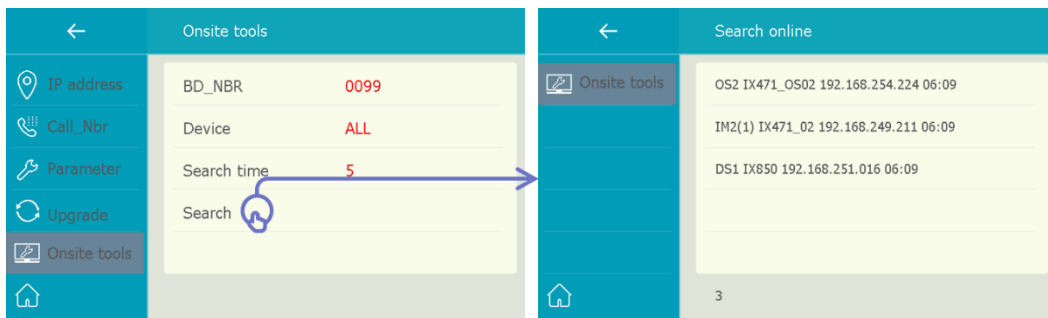 Onsite tools
IP address
Call_Nbr
Parameter
Upgrade
Onsite tools
BD_NBR 0099
Device ALL
Search time 5
Search
Search online
Onsite tools
OS2 IX471_OS02 192.168.254.224 06:09
IM2(1) IX471_02 192.168.249.211 06:09
DS1 IX850 192.168.251.016 06:09
3